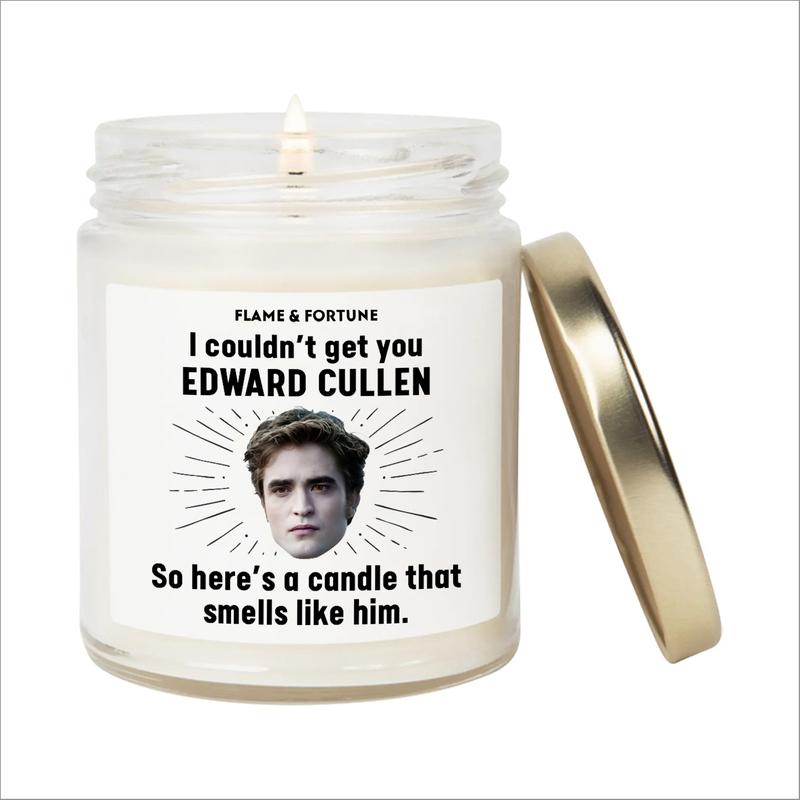 FLAME & FORTUNE
I couldn't get you
EDWARD CULLEN
So here's a candle that
smells like him.